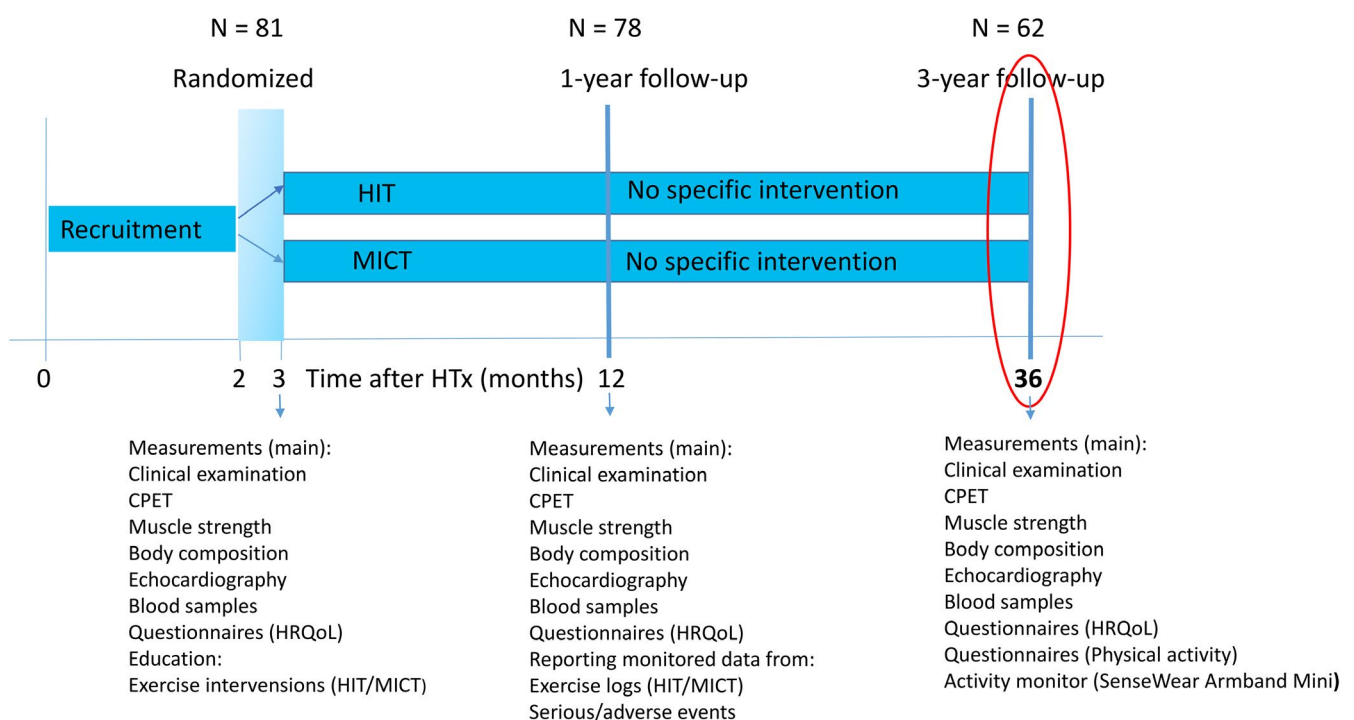 N = 81
N = 78
N = 62
Randomized
1-year follow-up
3-year follow-up
HIT
No specific intervention
Recruitment
MICT
No specific intervention
0
2
3
Time after HTx (months)
12
36
Measurements (main):
Clinical examination
CPET
Muscle strength
Body composition
Echocardiography
Blood samples
Questionnaires (HRQoL)
Education:
Exercise intervensions (HIT/MICT)
Measurements (main):
Clinical examination
CPET
Muscle strength
Body composition
Echocardiography
Blood samples
Questionnaires (HRQoL)
Reporting monitored data from:
Exercise logs (HIT/MICT)
Serious/adverse events
Measurements (main):
Clinical examination
CPET
Muscle strength
Body composition
Echocardiography
Blood samples
Questionnaires (HRQoL)
Questionnaires (Physical activity)
Activity monitor (SenseWear Armband Mini)